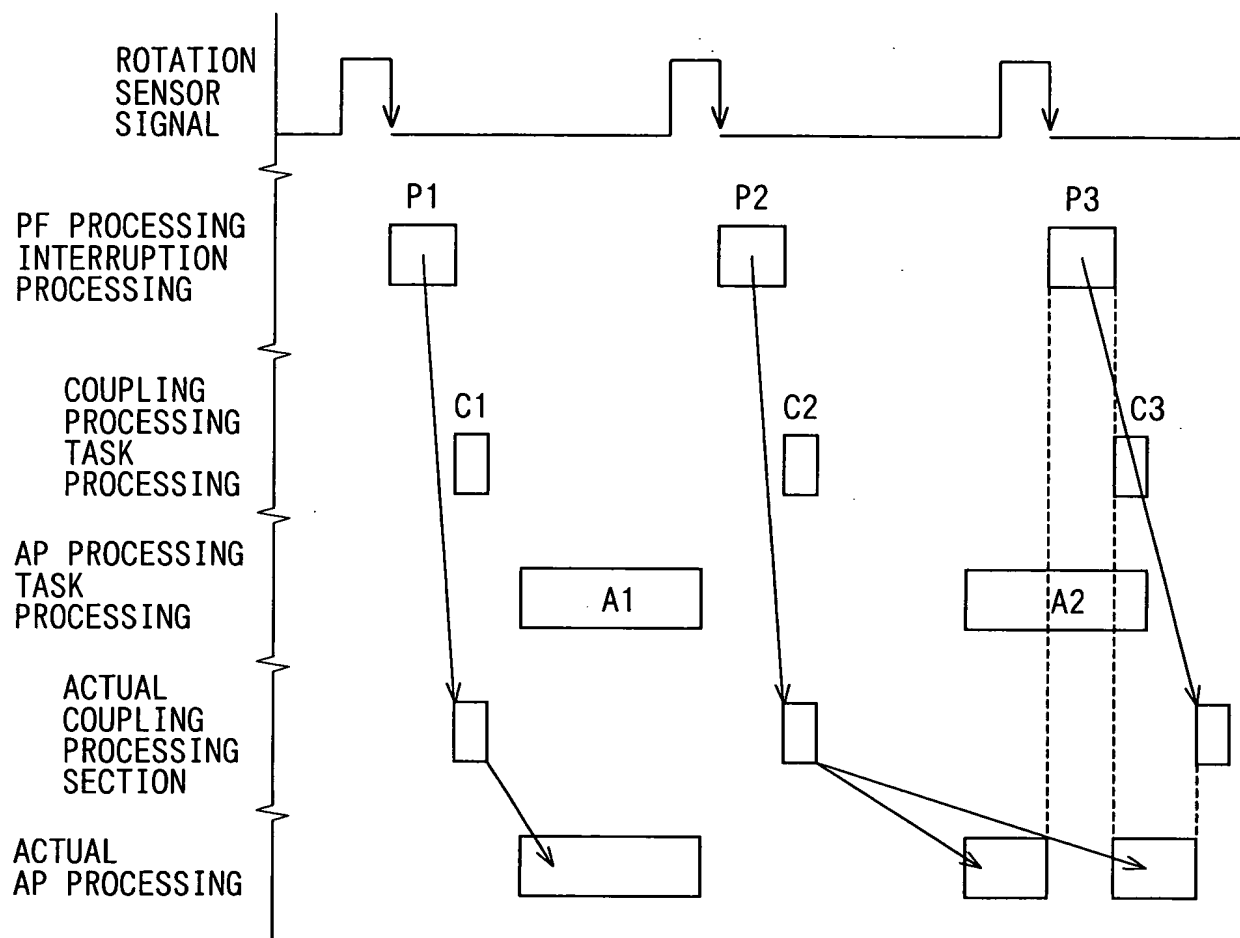 ROTATION
SENSOR
SIGNAL
P1
P2
P3
PF PROCESSING
INTERRUPTION
PROCESSING
COUPLING
PROCESSING
TASK
PROCESSING
C1
C2
C3
AP PROCESSING
TASK
PROCESSING
A1
A2
ACTUAL
COUPLING
PROCESSING
SECTION
ACTUAL
AP PROCESSING